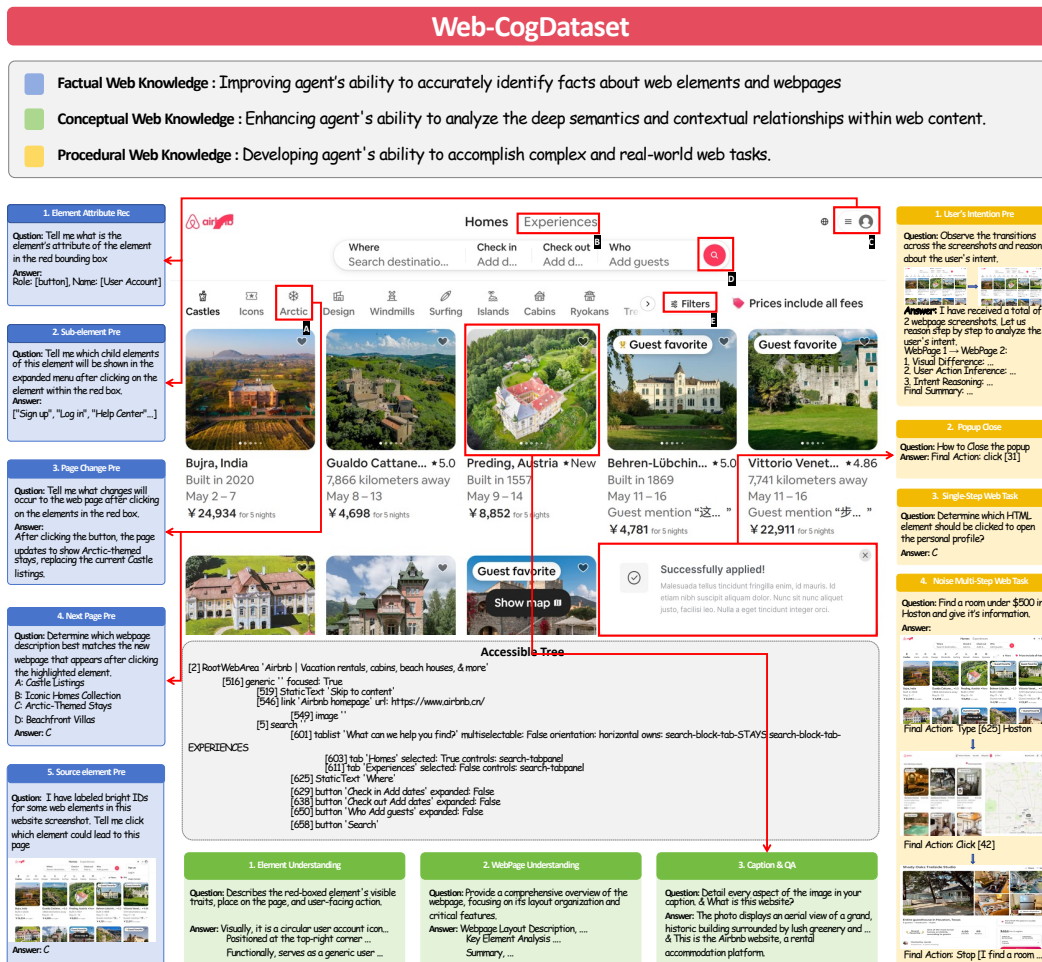 Web-CogDataset
Factual Web Knowledge : Improving agent's ability to accurately identify facts about web elements and webpages
Conceptual Web Knowledge : Enhancing agent's ability to analyze the deep semantics and contextual relationships within web content.
Procedural Web Knowledge : Developing agent's ability to accomplish complex and real-world web tasks.
1. Element Attribute Rec
Qustion: Tell me what is the
element's attribute of the element
in the red bounding box
Answer:
Role: [button], Name: [User Account]
2. Sub-element Pre
Qustion: Tell me which child elements
of this element will be shown in the
expanded menu after clicking on the
element within the red box.
Answer:
["Sign up", "Log in", "Help Center"...]
3. Page Change Pre
Qustion: Tell me what changes will
occur to the web page after clicking
on the elements in the red box.
Answer:
After clicking the button, the page
updates to show Arctic-themed
stays, replacing the current Castle
listings.
4. Next Page Pre
Question: Determine which webpage
description best matches the new
webpage that appears after clicking
the highlighted element.
A: Castle Listings
B: Iconic Homes Collection
C: Arctic-Themed Stays
D: Beachfront Villas
Answer: C
5. Source element Pre
Qustion: I have labeled bright IDs
for some web elements in this
website screenshot. Tell me click
which element could lead to this
page
Answer: C
Homes Experiences
B
C
Where
Search destinatio...
Check in
Add d...
Check out
Add d...
Who
Add guests
D
Castles Icons Arctic Design Windmills Surfing Islands Cabins Ryokans Tre
Filters
Prices include all fees
A
E
Guest favorite
Guest favorite
Bujra, India
Built in 2020
May 2 – 7
¥ 24,934 for 5 nights
Gualdo Cattane... ★5.0
7,866 kilometers away
May 8 – 13
¥ 4,698 for 5 nights
Preding, Austria ★New
Built in 1557
May 9 – 14
¥ 8,852 for 5 nights
Behren-Lübchin... ★5.0
Built in 1869
May 11 – 16
Guest mention "这... "
¥ 4,781 for 5 nights
Vittorio Venet... ★4.86
7,741 kilometers away
May 11 – 16
Guest mention "步... "
¥ 22,911 for 5 nights
Guest favorite
Show map
Successfully applied!
Malesuada tellus tincidunt fringilla enim, id mauris. Id
etiam nibh suscipit aliquam dolor. Nunc sit nunc aliquet
justo, facilisi leo. Nulla a eget tincidunt integer orci.
Accessible Tree
[2] RootWebArea 'Airbnb | Vacation rentals, cabins, beach houses, & more'
[516] generic '' focused: True
[519] StaticText 'Skip to content'
[546] link 'Airbnb homepage' url: https://www.airbnb.cn/
[549] image ''
[5] search ''
[601] tablist 'What can we help you find?' multiselectable: False orientation: horizontal owns: search-block-tab-STAYS search-block-tab-
EXPERIENCES
[603] tab 'Homes' selected: True controls: search-tabpanel
[611] tab 'Experiences' selected: False controls: search-tabpanel
[625] StaticText 'Where'
[629] button 'Check in Add dates' expanded: False
[638] button 'Check out Add dates' expanded: False
[650] button 'Who Add guests' expanded: False
[658] button 'Search'
1. Element Understanding
Question: Describes the red-boxed element's visible
traits, place on the page, and user-facing action.
Answer: Visually, it is a circular user account icon...
Positioned at the top-right corner ...
Functionally, serves as a generic user ...
2. WebPage Understanding
Question: Provide a comprehensive overview of the
webpage, focusing on its layout organization and
critical features.
Answer: Webpage Layout Description, ....
Key Element Analysis ....
Summary, ...
3. Caption & QA
Question: Detail every aspect of the image in your
caption. & What is this website?
Answer: The photo displays an aerial view of a grand,
historic building surrounded by lush greenery and ...
& This is the Airbnb website, a rental
accommodation platform.
1. User's Intention Pre
Question: Observe the transitions
across the screenshots and reason
about the user's intent.
Answer: I have received a total of
2 webpage screenshots. Let us
reason step by step to analyze the
user's intent.
WebPage 1 → WebPage 2:
1. Visual Difference: ...
2. User Action Inference: ...
3. Intent Reasoning: ...
Final Summary: ...
2. Popup Close
Question: How to Close the popup
Answer: Final Action: click [31]
3. Single-Step Web Task
Question: Determine which HTML
element should be clicked to open
the personal profile?
Answer: C
4. Noise Multi-Step Web Task
Question: Find a room under $500 in
Hoston and give it's information.
Answer:
Final Action: Type [625] Hoston
Final Action: Click [42]
Final Action: Stop [I find a room ...